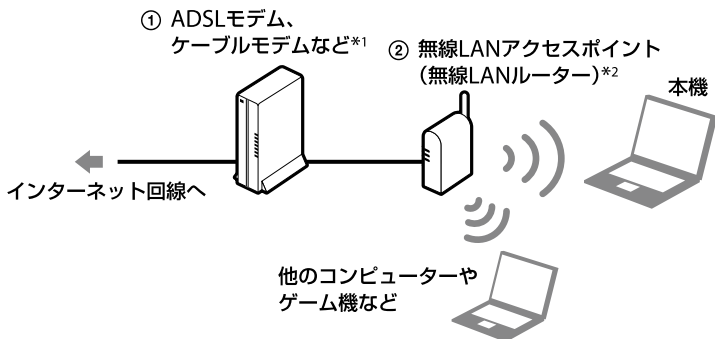 ① ADSLモデム、
ケーブルモデムなど*1
② 無線LANアクセスポイント
（無線LANルーター）*2
本機
インターネット回線へ
他のコンピューターや
ゲーム機など